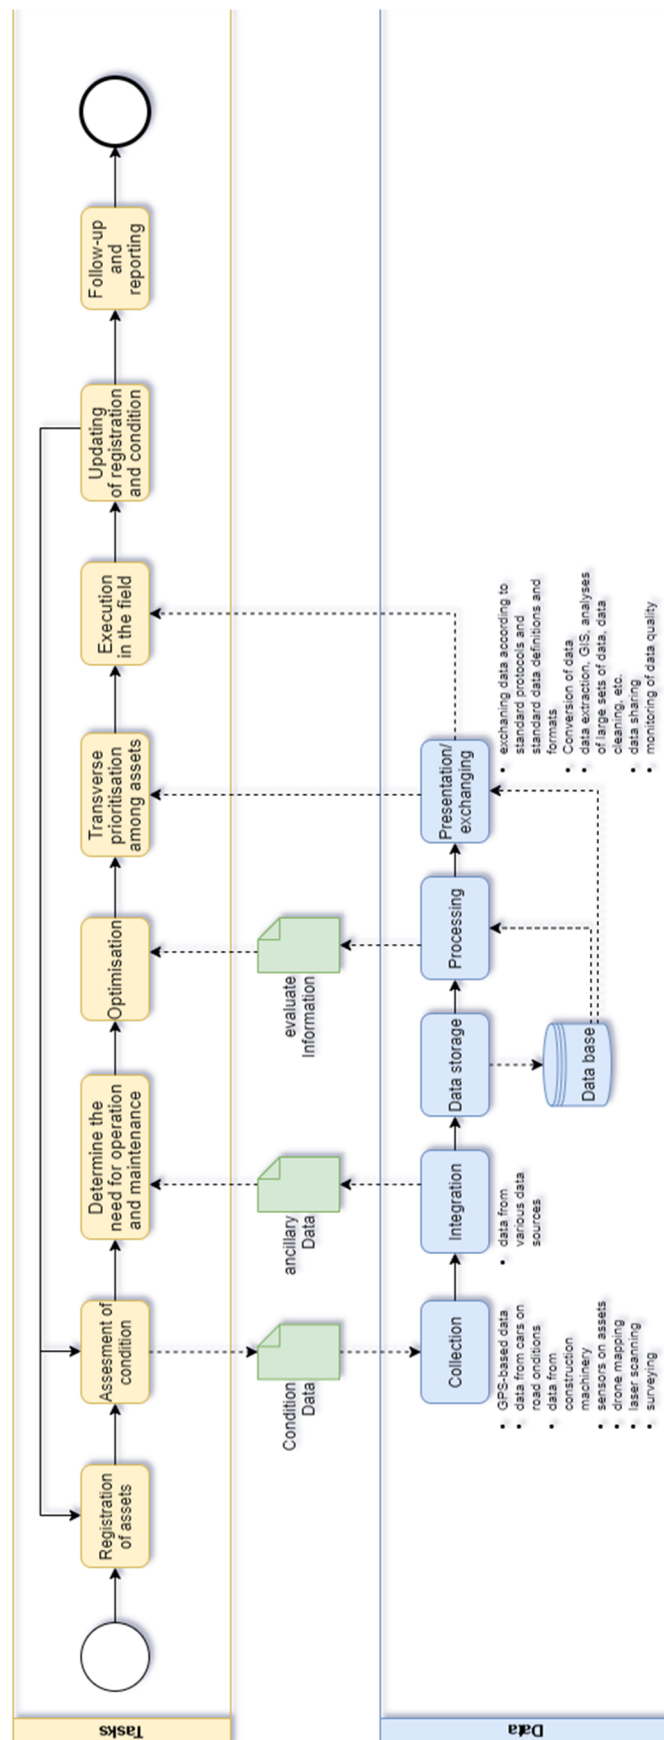 Tasks
Registration
of assets
Assesment of
condition
Determine the
need for operation
and maintenance
Optimisation
Transverse
prioritisation
among assets
Execution
in the field
Updating
of registration
and condition
Follow-up
and
reporting
Condition
Data
ancillary
Data
evaluate
Information
Data
Collection
Integration
Data storage
Processing
Presentation/
exchanging
Data base
• GPS-based data
• data from cars on
road onditions
• data from
construction
machinery
• sensors on assets
• drone mapping
• laser scanning
• surveying
• data from
various data
sources
• exchaning data according to
standard protocols and
standard data definitions and
formats
• Conversion of data
• data extraction, GIS, analyses
of large sets of data, data
cleaning, etc.
• data sharing
• monitoring of data quality